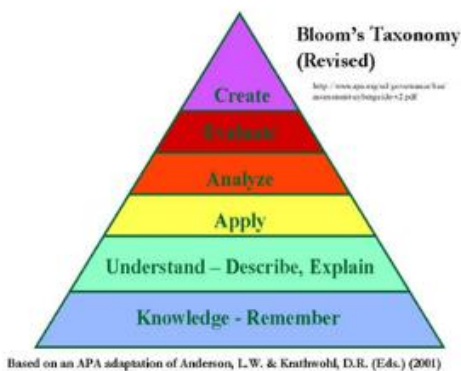 Bloom's Taxonomy
(Revised)
Create
Evaluate
Analyze
Apply
Understand – Describe, Explain
Knowledge - Remember
Based on an APA adaptation of Anderson, L.W. & Krathwohl, D.R. (Eds.) (2001)